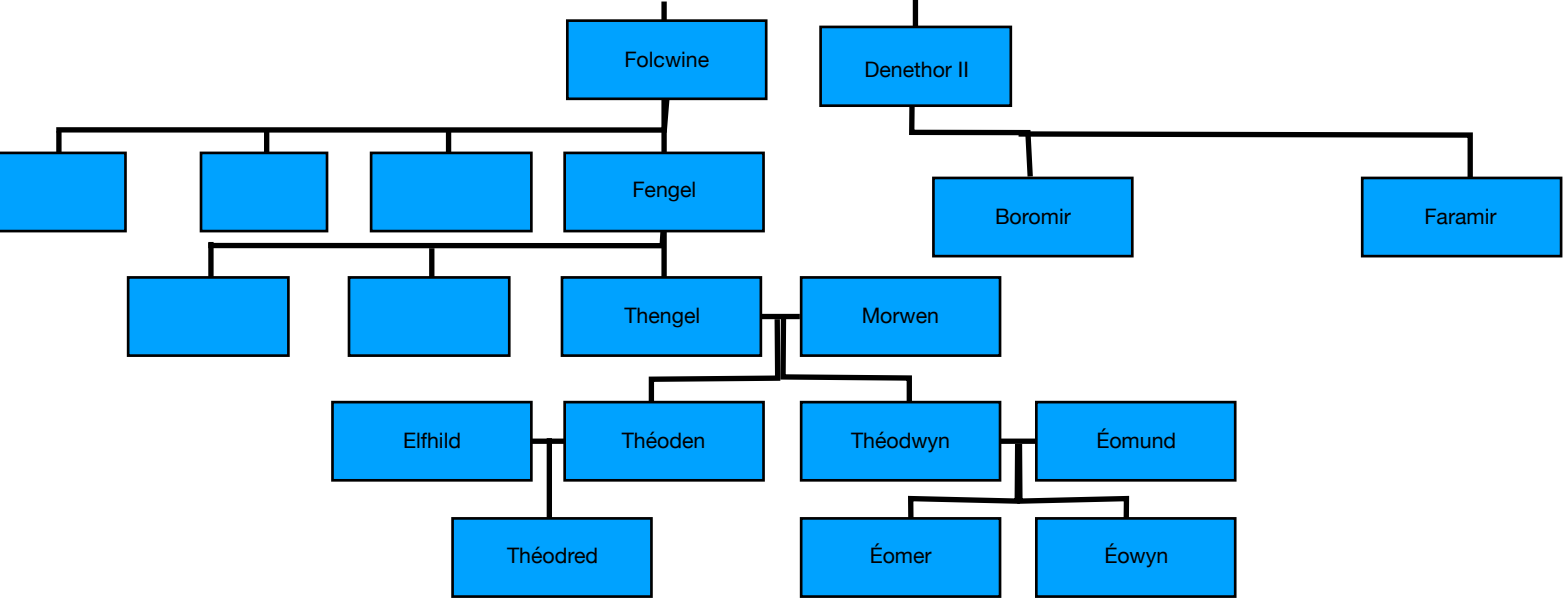 Folcwine
Denethor II
Fengel
Boromir
Faramir
Thengel
Morwen
Elfhild
Théoden
Théodwyn
Éomund
Théodred
Éomer
Éowyn